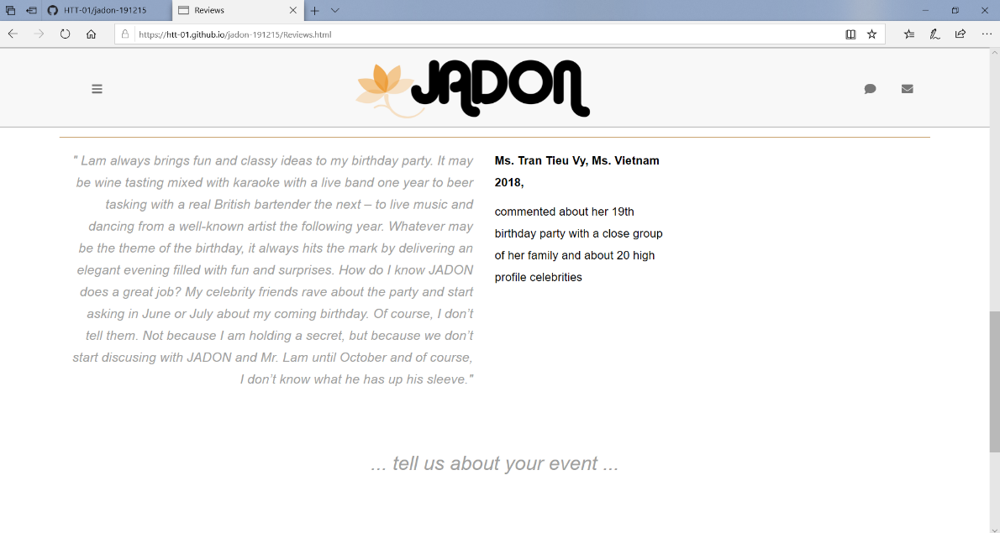 HTT-01/jadon-191215
Reviews
https://htt-01.github.io/jadon-191215/Reviews.html
JADON
" Lam always brings fun and classy ideas to my birthday party. It may
be wine tasting mixed with karaoke with a live band one year to beer
tasking with a real British bartender the next – to live music and
dancing from a well-known artist the following year. Whatever may
be the theme of the birthday, it always hits the mark by delivering an
elegant evening filled with fun and surprises. How do I know JADON
does a great job? My celebrity friends rave about the party and start
asking in June or July about my coming birthday. Of course, I don’t
tell them. Not because I am holding a secret, but because we don’t
start discusing with JADON and Mr. Lam until October and of course,
I don’t know what he has up his sleeve."
Ms. Tran Tieu Vy, Ms. Vietnam
2018,
commented about her 19th
birthday party with a close group
of her family and about 20 high
profile celebrities
... tell us about your event ...